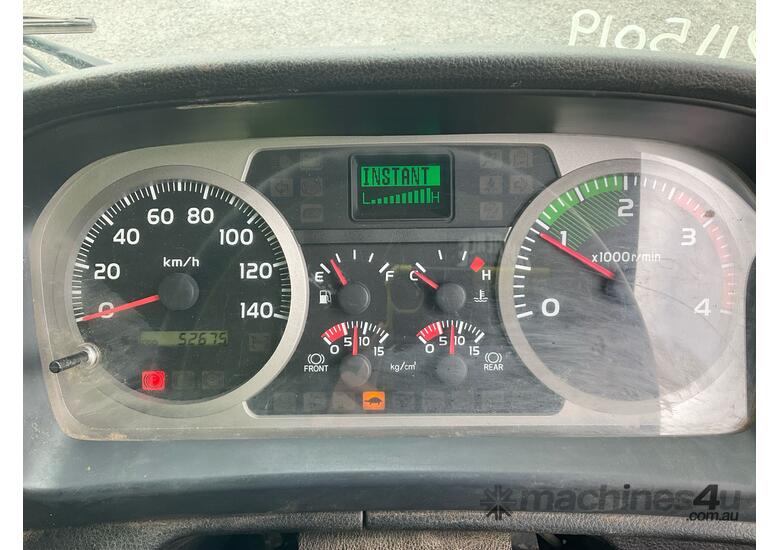 INSTANT
L H
0 20 40 60 80 100 120 140
km/h
52675
E F
C H
0 5 10 15
FRONT
kg/cm²
0 5 10 15
REAR
0 1 2 3 4
x1000r/min
machines4u
.com.au